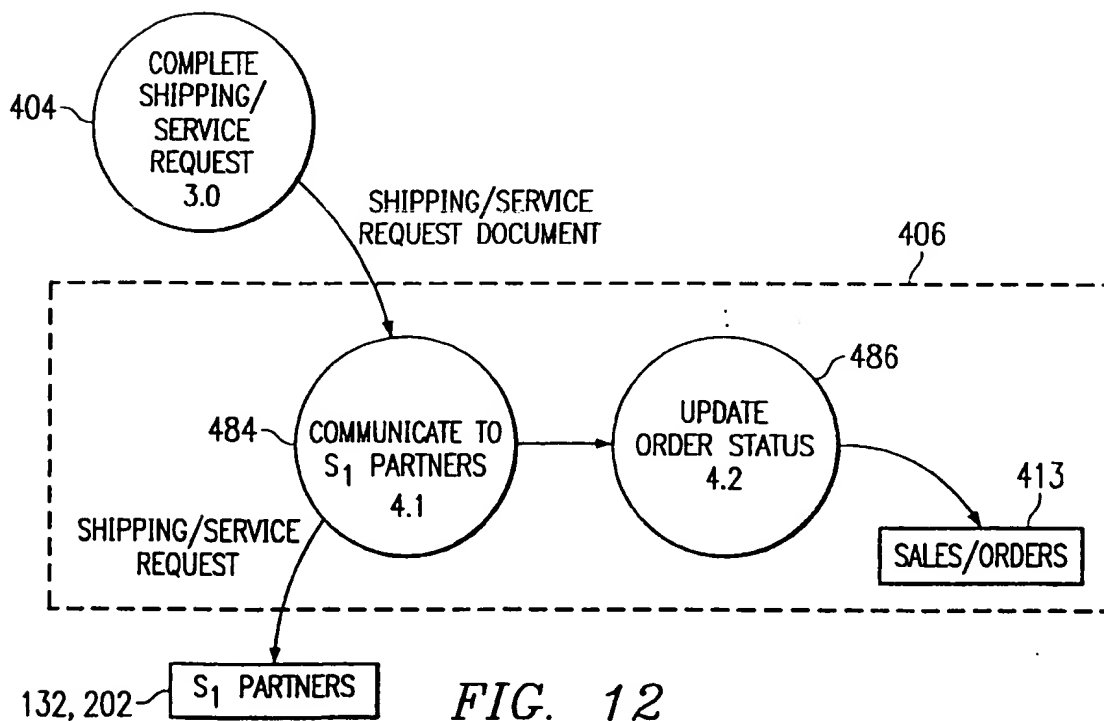 COMPLETE
SHIPPING/
SERVICE
REQUEST
3.0
404
SHIPPING/SERVICE
REQUEST DOCUMENT
406
484
COMMUNICATE TO
S1 PARTNERS
4.1
UPDATE
ORDER STATUS
4.2
486
413
SALES/ORDERS
SHIPPING/SERVICE
REQUEST
S1 PARTNERS
132, 202
FIG. 12